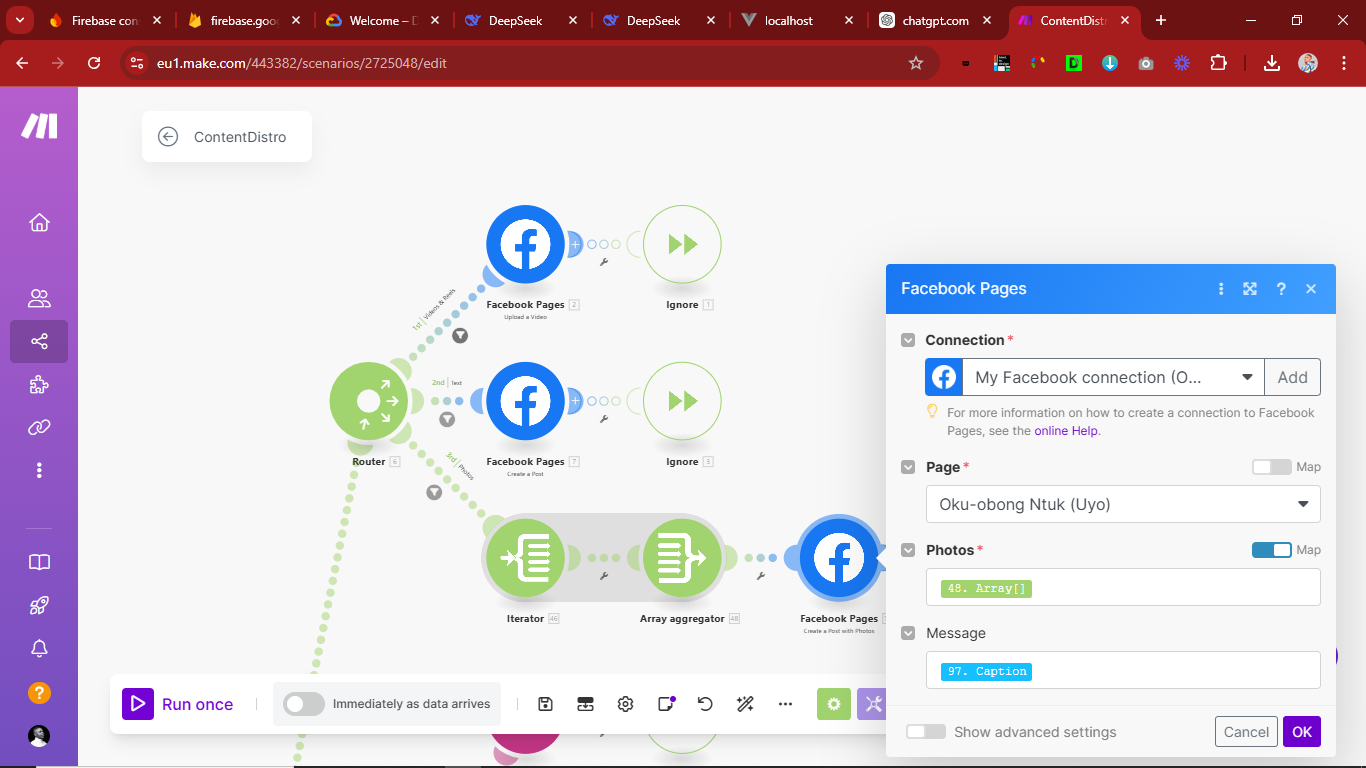 Firebase con
firebase.goo
Welcome – D
DeepSeek
DeepSeek
localhost
chatgpt.com
ContentDistr
eu1.make.com/443382/scenarios/2725048/edit
ContentDistro
1st | Videos & Reels
Facebook Pages 2
Upload a Video
Ignore 1
2nd | Text
Router 6
Facebook Pages 7
Create a Post
Ignore 3
3rd | Photos
Iterator 46
Array aggregator 48
Facebook Pages
Create a Post with Photos
Run once
Immediately as data arrives
Facebook Pages
Connection *
My Facebook connection (O...
Add
For more information on how to create a connection to Facebook
Pages, see the online Help.
Page *
Map
Oku-obong Ntuk (Uyo)
Photos *
Map
48. Array[]
Message
97. Caption
Show advanced settings
Cancel
OK